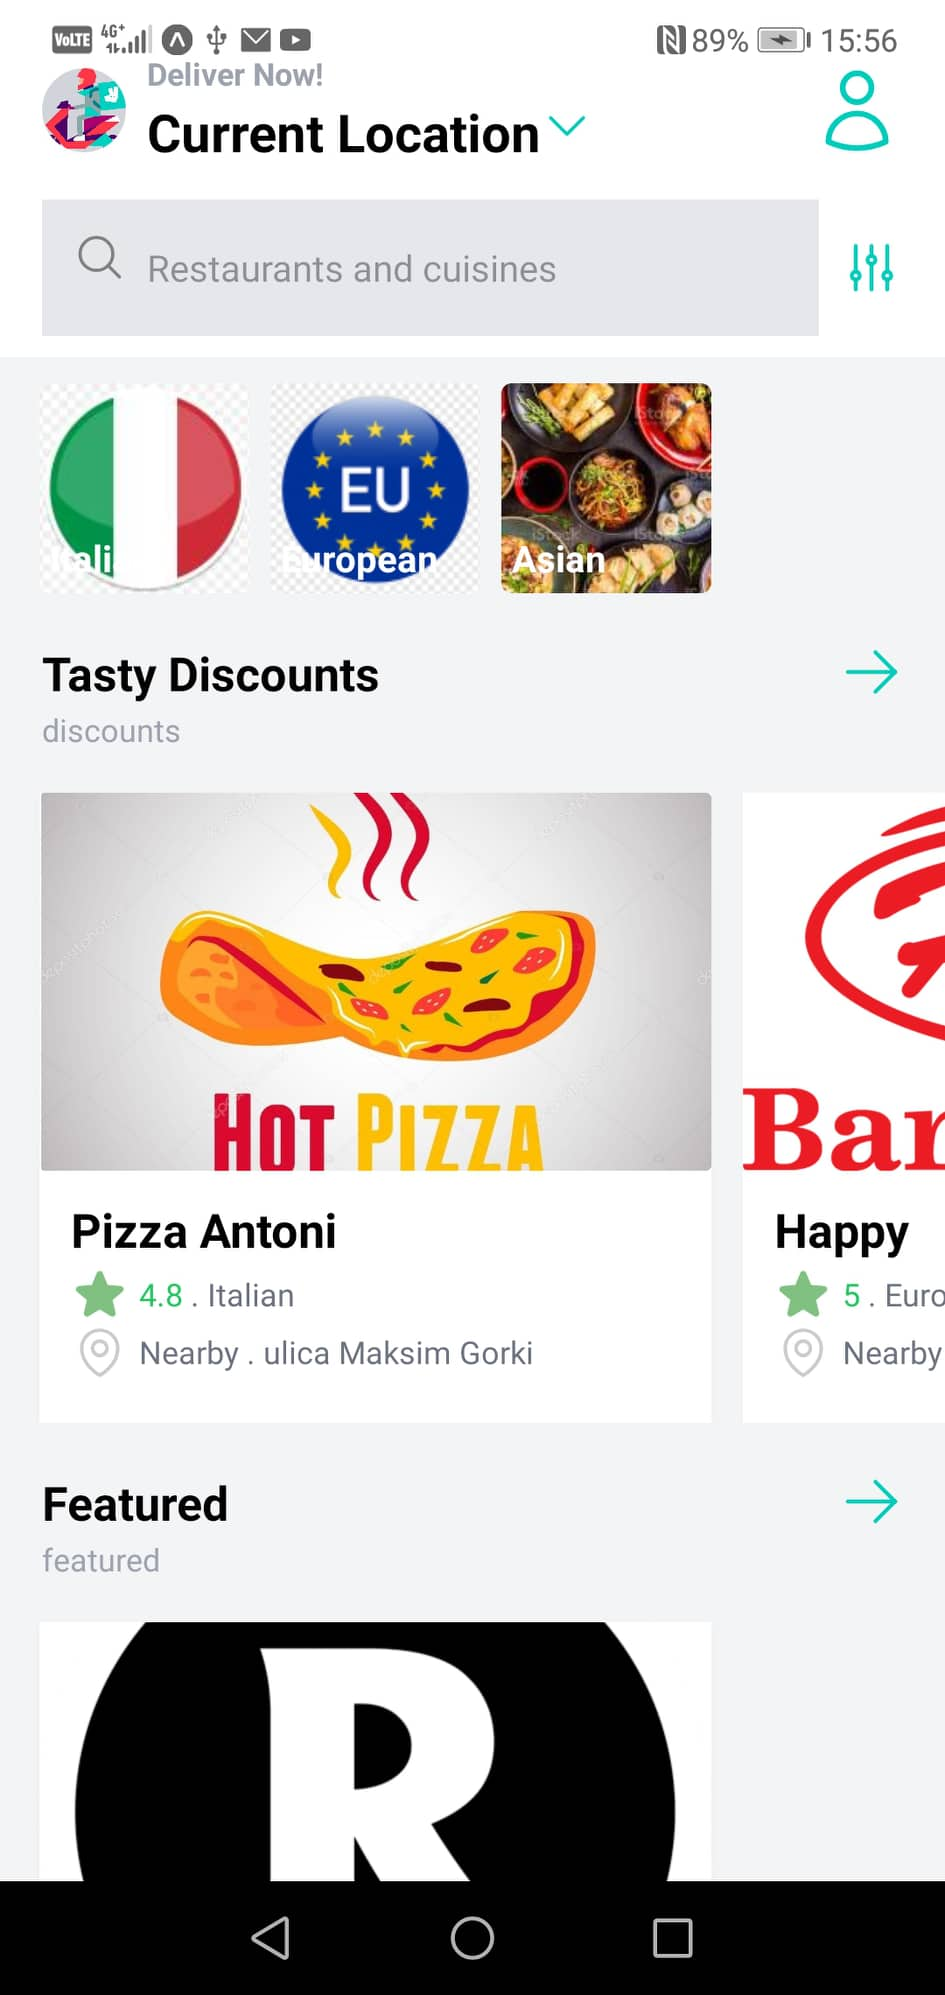 VoLTE 4G+ 89% 15:56
Deliver Now!
Current Location
Restaurants and cuisines
EU
Itali
European
Asian
Tasty Discounts
discounts
HOT PIZZA
Bar
Pizza Antoni
Happy
4.8 . Italian
5 . Euro
Nearby . ulica Maksim Gorki
Nearby
Featured
featured
R